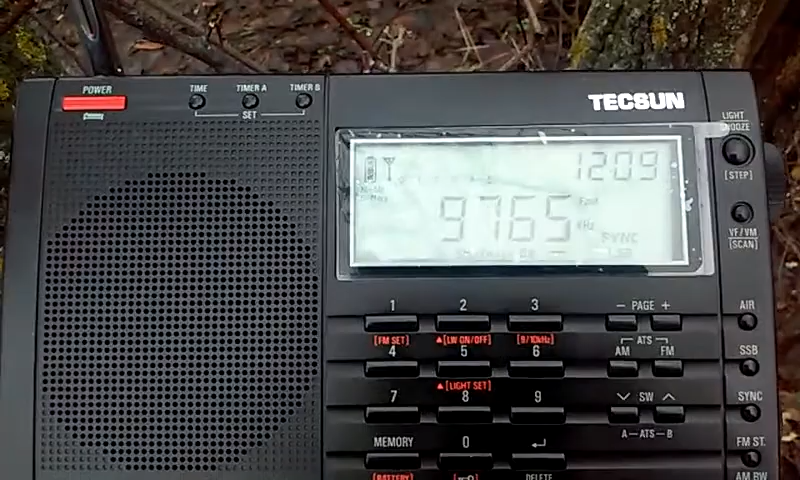 POWER
TIME TIMER A TIMER B
SET
TECSUN
LIGHT
SNOOZE
[STEP]
1209
9765 Fast
kHz
SYNC
VF/VM
[SCAN]
1 2 3 − PAGE +
[FM SET] ▲[LW ON/OFF] [9/10kHz] ATS
4 5 6 AM FM
▲[LIGHT SET]
7 8 9 SW
A—ATS—B
MEMORY 0 ↵
[BATTERY] DELETE
AIR
SSB
SYNC
FM ST.
AM BW